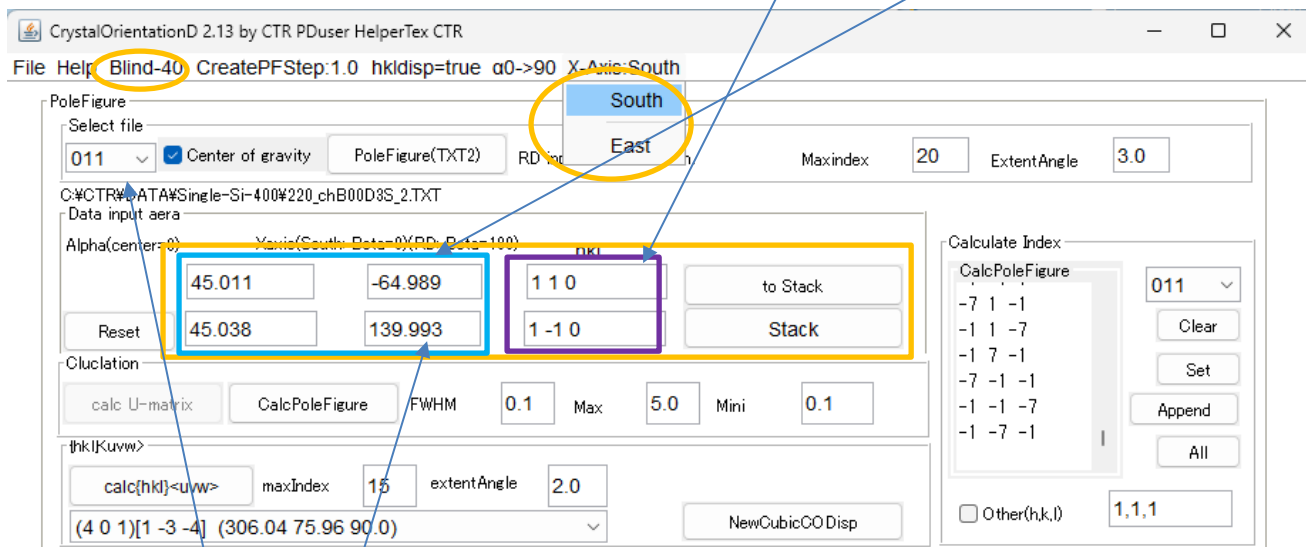 CrystalOrientationD 2.13 by CTR PDuser HelperTex CTR
File Help Blind-40 CreatePFStep:1.0 hkldisp=true α0->90 X-Axis:South
South
East
PoleFigure
Select file
011 Center of gravity PoleFigure(TXT2) RD Maxindex 20 ExtentAngle 3.0
C:¥CTR¥DATA¥Single-Si-400¥220_chB00D3S_2.TXT
Data input aera
Alpha(center=0) Xaxis(South: Beta=0)(RD: Beta=180) hkl
45.011 -64.989 1 1 0 to Stack
Reset 45.038 139.993 1 -1 0 Stack
Cluclation
calc U-matrix CalcPoleFigure FWHM 0.1 Max 5.0 Mini 0.1
{hkl}<uvw>
calc{hkl}<uvw> maxIndex 15 extentAngle 2.0
(4 0 1)[1 -3 -4] (306.04 75.96 90.0) NewCubicCODisp
Calculate Index
CalcPoleFigure
-7 1 -1
-1 1 -7
-1 7 -1
-7 -1 -1
-1 -1 -7
-1 -7 -1
011
Clear
Set
Append
All
Other(h,k,l) 1,1,1